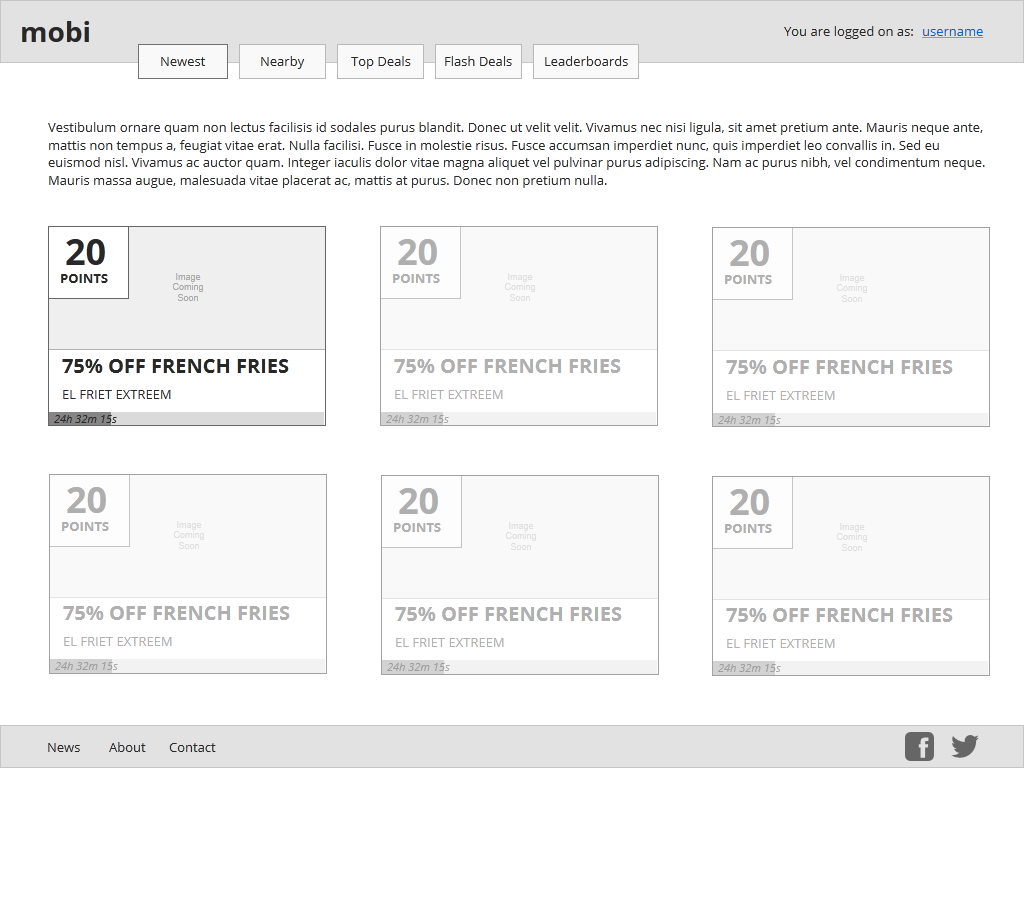 mobi
You are logged on as: username
Newest
Nearby
Top Deals
Flash Deals
Leaderboards
Vestibulum ornare quam non lectus facilisis id sodales purus blandit. Donec ut velit velit. Vivamus nec nisi ligula, sit amet pretium ante. Mauris neque ante,
mattis non tempus a, feugiat vitae erat. Nulla facilisi. Fusce in molestie risus. Fusce accumsan imperdiet nunc, quis imperdiet leo convallis in. Sed eu
euismod nisl. Vivamus ac auctor quam. Integer iaculis dolor vitae magna aliquet vel pulvinar purus adipiscing. Nam ac purus nibh, vel condimentum neque.
Mauris massa augue, malesuada vitae placerat ac, mattis at purus. Donec non pretium nulla.
20
POINTS
Image
Coming
Soon
75% OFF FRENCH FRIES
EL FRIET EXTREEM
24h 32m 15s
20
POINTS
Image
Coming
Soon
75% OFF FRENCH FRIES
EL FRIET EXTREEM
24h 32m 15s
20
POINTS
Image
Coming
Soon
75% OFF FRENCH FRIES
EL FRIET EXTREEM
24h 32m 15s
20
POINTS
Image
Coming
Soon
75% OFF FRENCH FRIES
EL FRIET EXTREEM
24h 32m 15s
20
POINTS
Image
Coming
Soon
75% OFF FRENCH FRIES
EL FRIET EXTREEM
24h 32m 15s
20
POINTS
Image
Coming
Soon
75% OFF FRENCH FRIES
EL FRIET EXTREEM
24h 32m 15s
News
About
Contact